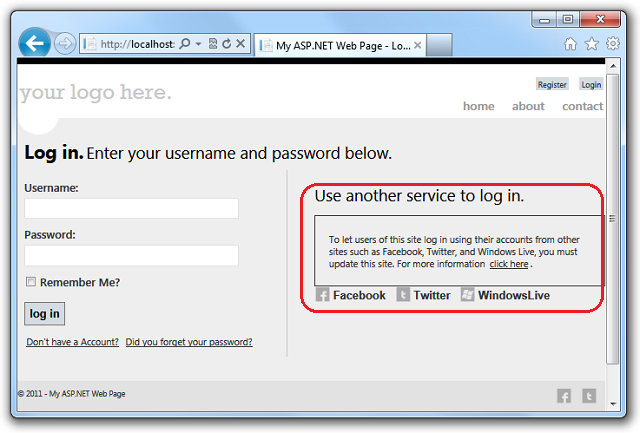 http://localhost:
My ASP.NET Web Page - Lo...
your logo here.
Register Login
home about contact
Log in. Enter your username and password below.
Username:
Password:
Remember Me?
log in
Don't have a Account? Did you forget your password?
Use another service to log in.
To let users of this site log in using their accounts from other
sites such as Facebook, Twitter, and Windows Live, you must
update this site. For more information click here .
Facebook Twitter WindowsLive
© 2011 - My ASP.NET Web Page